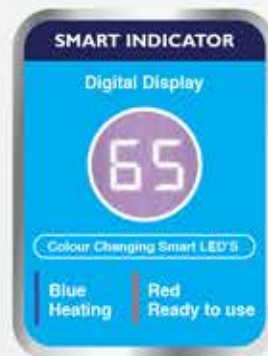 SMART INDICATOR
Digital Display
65
Colour Changing Smart LED'S
Blue
Heating
Red
Ready to use